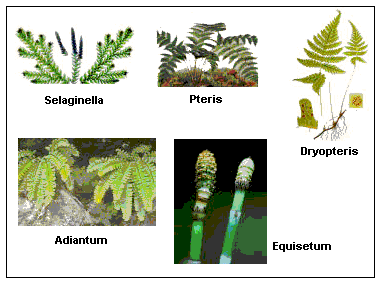 Selaginella
Pteris
Dryopteris
Adiantum
Equisetum